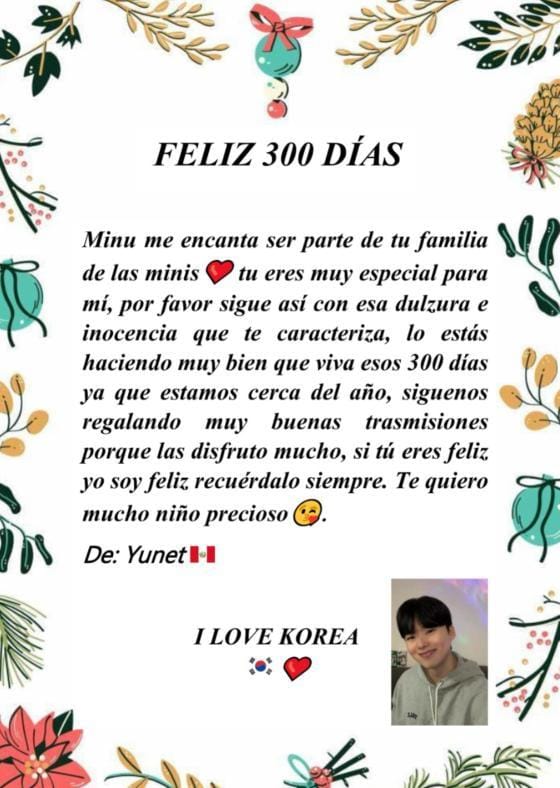 FELIZ 300 DÍAS
Minu me encanta ser parte de tu familia
de las minis ❤️ tu eres muy especial para
mí, por favor sigue así con esa dulzura e
inocencia que te caracteriza, lo estás
haciendo muy bien que viva esos 300 días
ya que estamos cerca del año, siguenos
regalando muy buenas trasmisiones
porque las disfruto mucho, si tú eres feliz
yo soy feliz recuérdalo siempre. Te quiero
mucho niño precioso 😘.
De: Yunet 🇵🇪
I LOVE KOREA
🇰🇷 ❤️